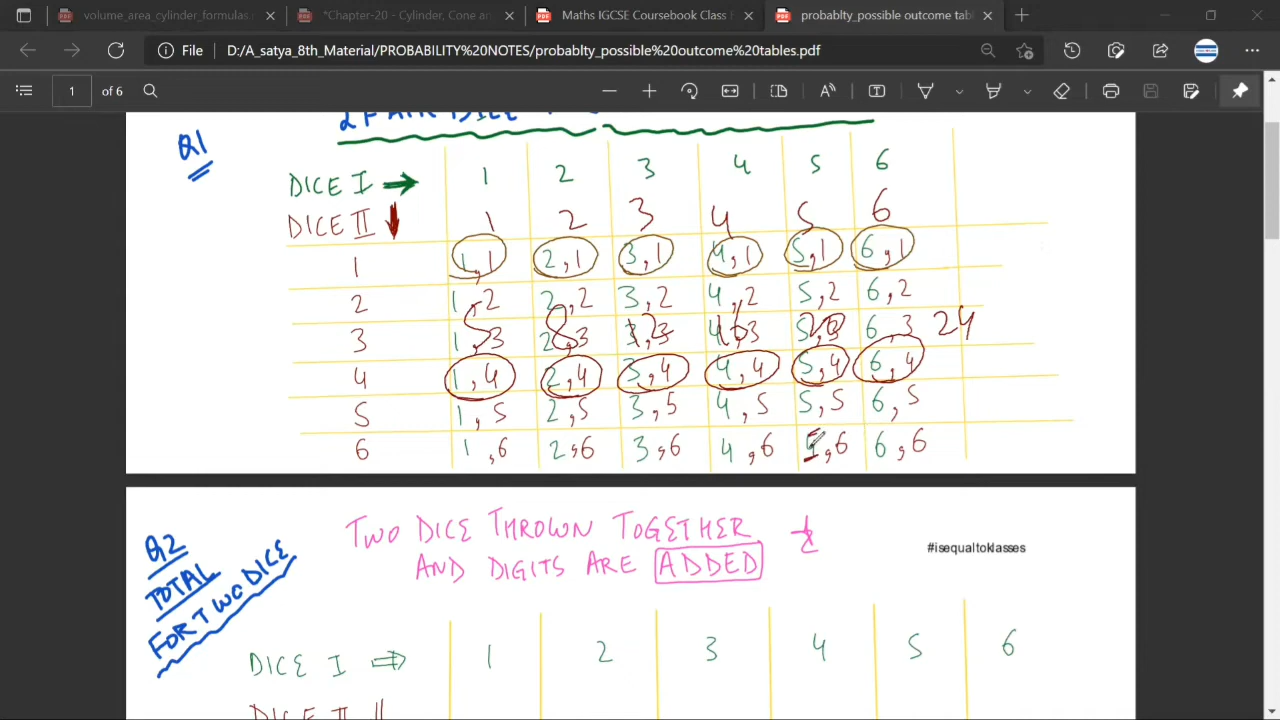 volume_area_cylinder_formulas
*Chapter-20 - Cylinder, Cone an
Maths IGCSE Coursebook Class
probablty_possible outcome tabl
File D:/A_satya_8th_Material/PROBABILITY%20NOTES/probablty_possible%20outcome%20tables.pdf
1 of 6
Q1
DICE I → 1 2 3 4 5 6
DICE II 1 2 3 4 5 6
1 1,1 2,1 3,1 4,1 5,1 6,1
2 1,2 2,2 3,2 4,2 5,2 6,2
3 1,3 2,3 3 4,3 5 6,3 24
4 1,4 2,4 3,4 4,4 5,4 6,4
5 1,5 2,5 3,5 4,5 5,5 6,5
6 1,6 2,6 3,6 4,6 ,6 6,6
Q2
TOTAL
FOR TWO DICE
TWO DICE THROWN TOGETHER
AND DIGITS ARE ADDED
#isequaltoklasses
DICE I ⇒ 1 2 3 4 5 6
DICE II